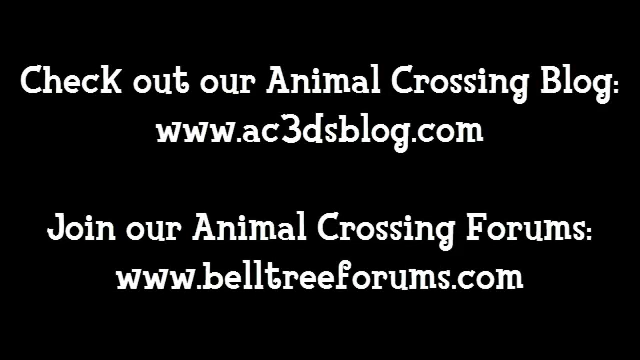 Check out our Animal Crossing Blog:
www.ac3dsblog.com
Join our Animal Crossing Forums:
www.belltreeforums.com